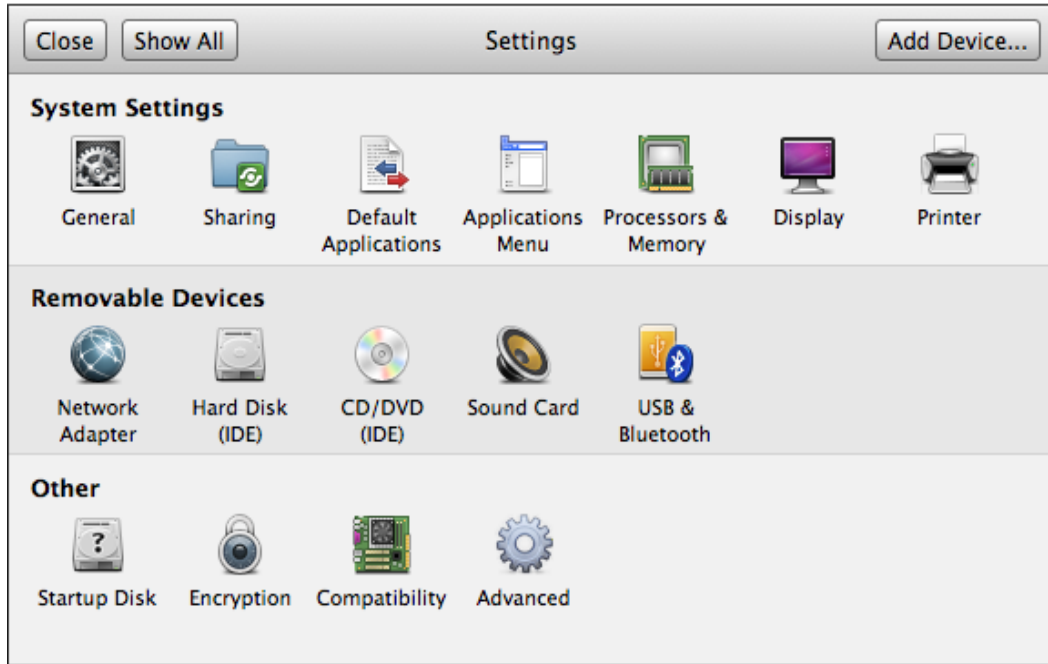 Close Show All Settings Add Device...
System Settings
General Sharing Default Applications Applications Menu Processors & Memory Display Printer
Removable Devices
Network Adapter Hard Disk (IDE) CD/DVD (IDE) Sound Card USB & Bluetooth
Other
?
Startup Disk Encryption Compatibility Advanced